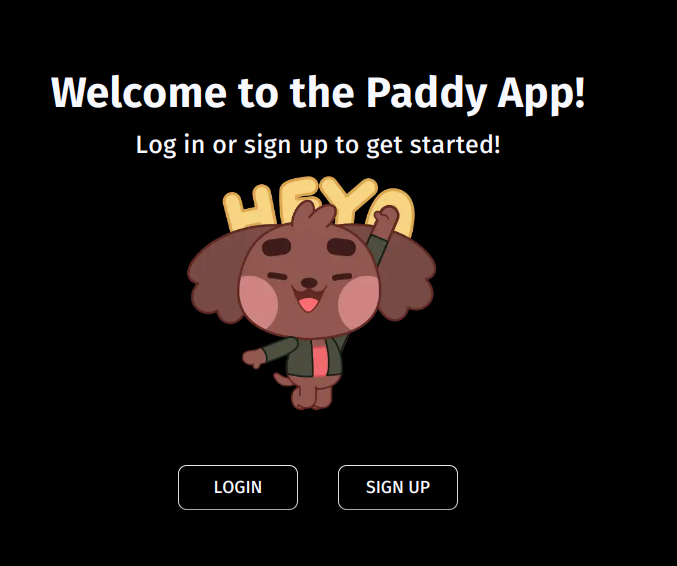 Welcome to the Paddy App!
Log in or sign up to get started!
HEYO
LOGIN
SIGN UP